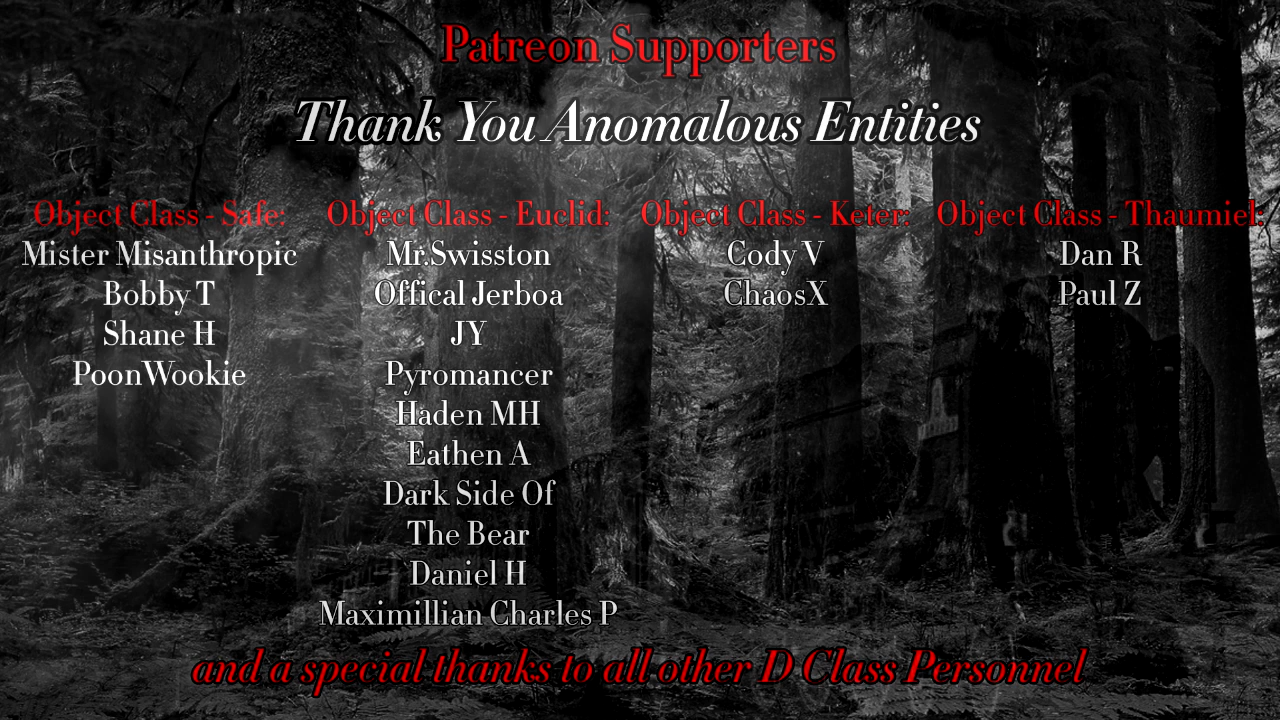 Patreon Supporters
Thank You Anomalous Entities
Object Class - Safe:
Mister Misanthropic
Bobby T
Shane H
PoonWookie
Object Class - Euclid:
Mr.Swisston
Offical Jerboa
JY
Pyromancer
Haden MH
Eathen A
Dark Side Of
The Bear
Daniel H
Maximillian Charles P
Object Class - Keter:
Cody V
ChaosX
Object Class - Thaumiel:
Dan R
Paul Z
and a special thanks to all other D Class Personnel